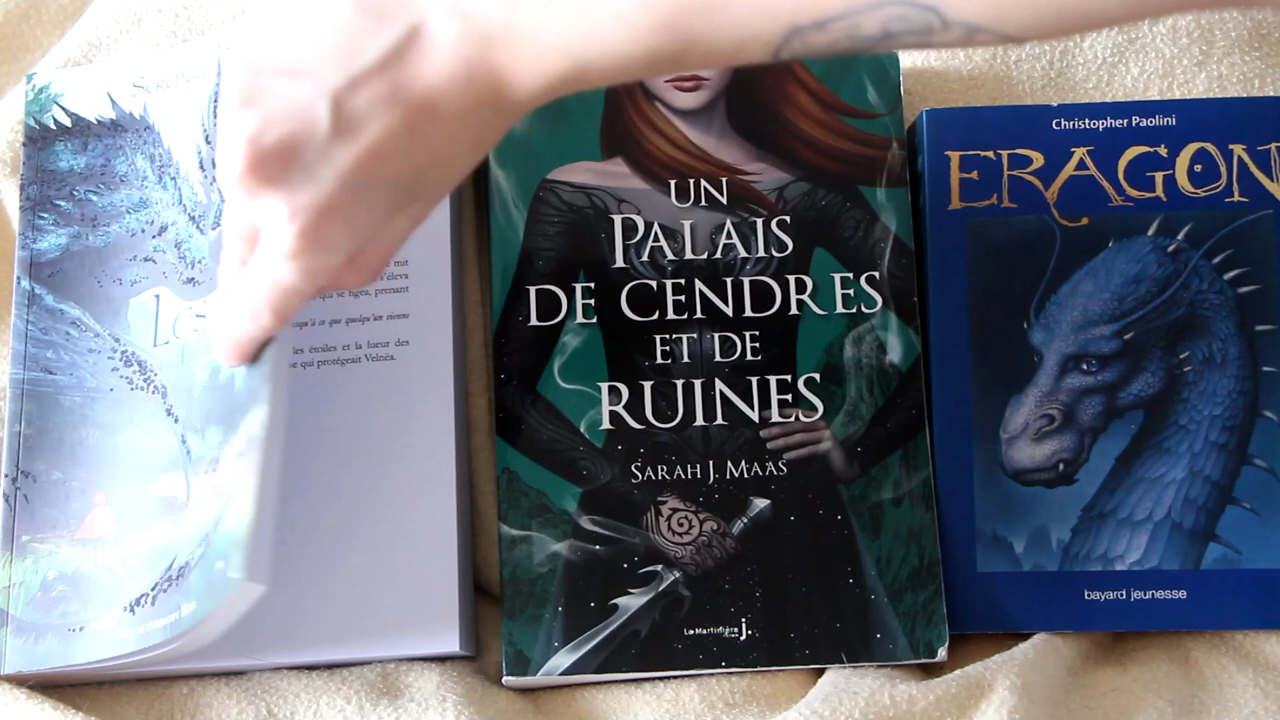 mit
s'éleva
qui se figea, prenant
ce que quelqu'un vienne
les étoiles et la lueur des
qui protégeait Velnéa.
UN
PALAIS
DE CENDRES
ET DE
RUINES
SARAH J. MAAS
La Martinière J.
Christopher Paolini
ERAGON
bayard jeunesse